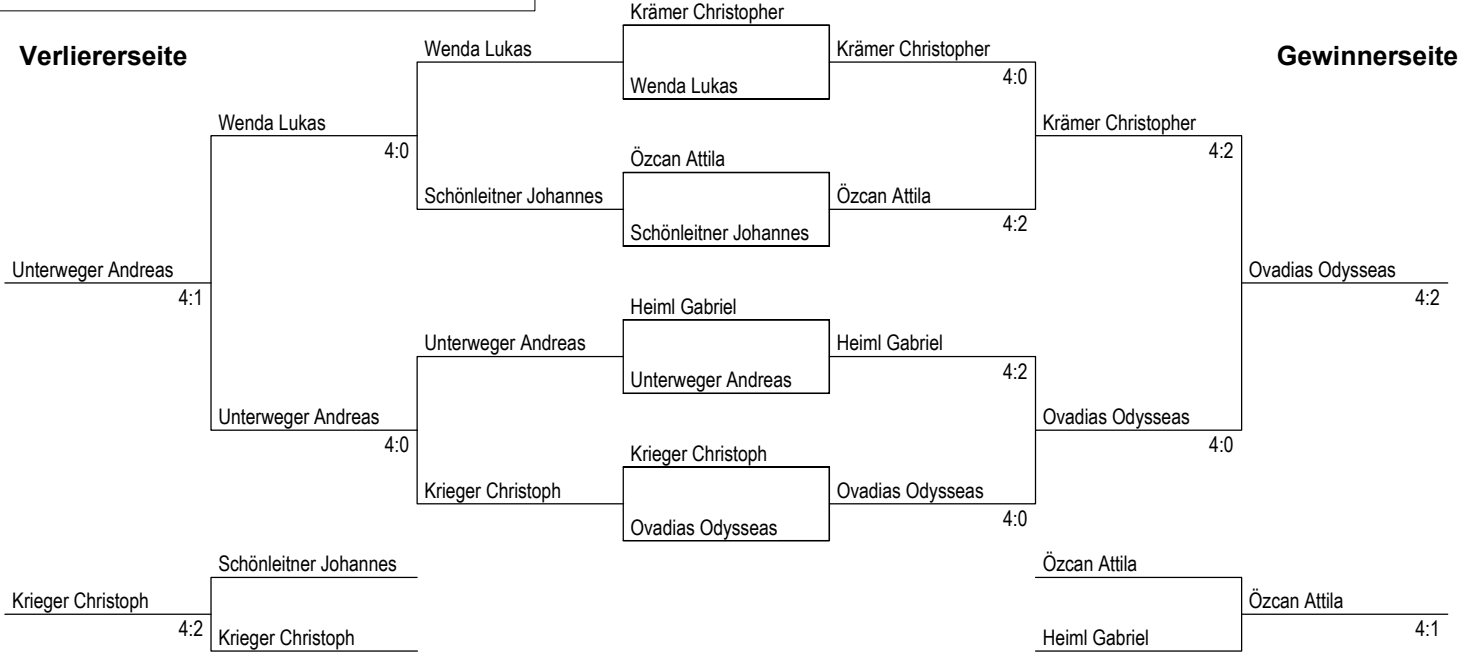 Krämer Christopher
Verliererseite
Wenda Lukas
Krämer Christopher
Gewinnerseite
4:0
Wenda Lukas
Wenda Lukas
Krämer Christopher
4:0
4:2
Özcan Attila
Schönleitner Johannes
Özcan Attila
4:2
Schönleitner Johannes
Unterweger Andreas
Ovadias Odysseas
4:1
4:2
Heiml Gabriel
Unterweger Andreas
Heiml Gabriel
4:2
Unterweger Andreas
Unterweger Andreas
Ovadias Odysseas
4:0
4:0
Krieger Christoph
Krieger Christoph
Ovadias Odysseas
4:0
Ovadias Odysseas
Schönleitner Johannes
Özcan Attila
Krieger Christoph
Özcan Attila
4:2
4:1
Krieger Christoph
Heiml Gabriel